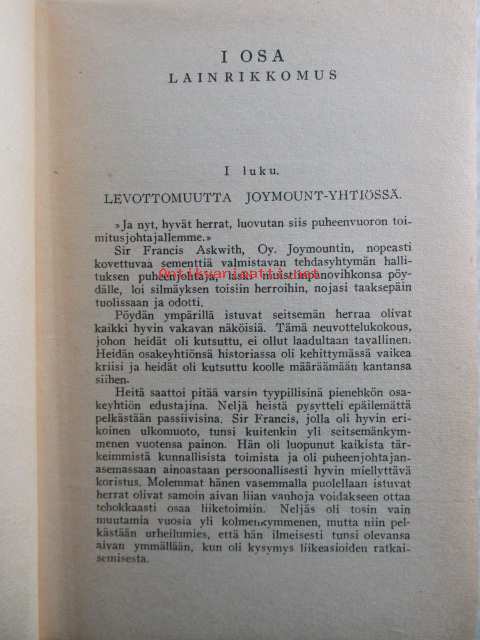 I OSA
LAINRIKKOMUS
I luku.
LEVOTTOMUUTTA JOYMOUNT-YHTIÖSSÄ.
»Ja nyt, hyvät herrat, luovutan siis puheenvuoron toi-
mitusjohtajallemme.»
Sir Francis Askwith, Oy. Joymountin, nopeasti
kovettuvaa sementtiä valmistavan tehdasyhtymän halli-
tuksen puheenjohtaja, laski muistiinpanovihkonsa pöy-
dälle, loi silmäyksen toisiin herroihin, nojasi taaksepäin
tuolissaan ja odotti.
Pöydän ympärillä istuvat seitsemän herraa olivat
kaikki hyvin vakavan näköisiä. Tämä neuvottelukokous,
johon heidät oli kutsuttu, ei ollut laadultaan tavallinen.
Heidän osakeyhtiönsä historiassa oli kehittymässä vaikea
kriisi ja heidät oli kutsuttu koolle määräämään kantansa
siihen.
Heitä saattoi pitää varsin tyypillisinä pienehkön osa-
keyhtiön edustajina. Neljä heistä pysytteli epäilemättä
pelkästään passiivisina. Sir Francis, jolla oli hyvin eri-
koinen ulkomuoto, tunsi kuitenkin yli seitsemänkym-
menen vuotensa painon. Hän oli luopunut kaikista tär-
keimmistä kunnallisista toimista ja oli puheenjohtajan-
asemassaan ainoastaan persoonallisesti hyvin miellyttävä
koristus. Molemmat hänen vasemmalla puolellaan istuvat
herrat olivat samoin aivan liian vanhoja voidakseen ottaa
tehokkaasti osaa liiketoimiin. Neljäs oli tosin vain
muutamia vuosia yli kolmenkymmenen, mutta niin pel-
kästään urheilumies, että hän ilmeisesti tunsi olevansa
aivan ymmällään, kun oli kysymys liikeasioiden ratkai-
semisesta.